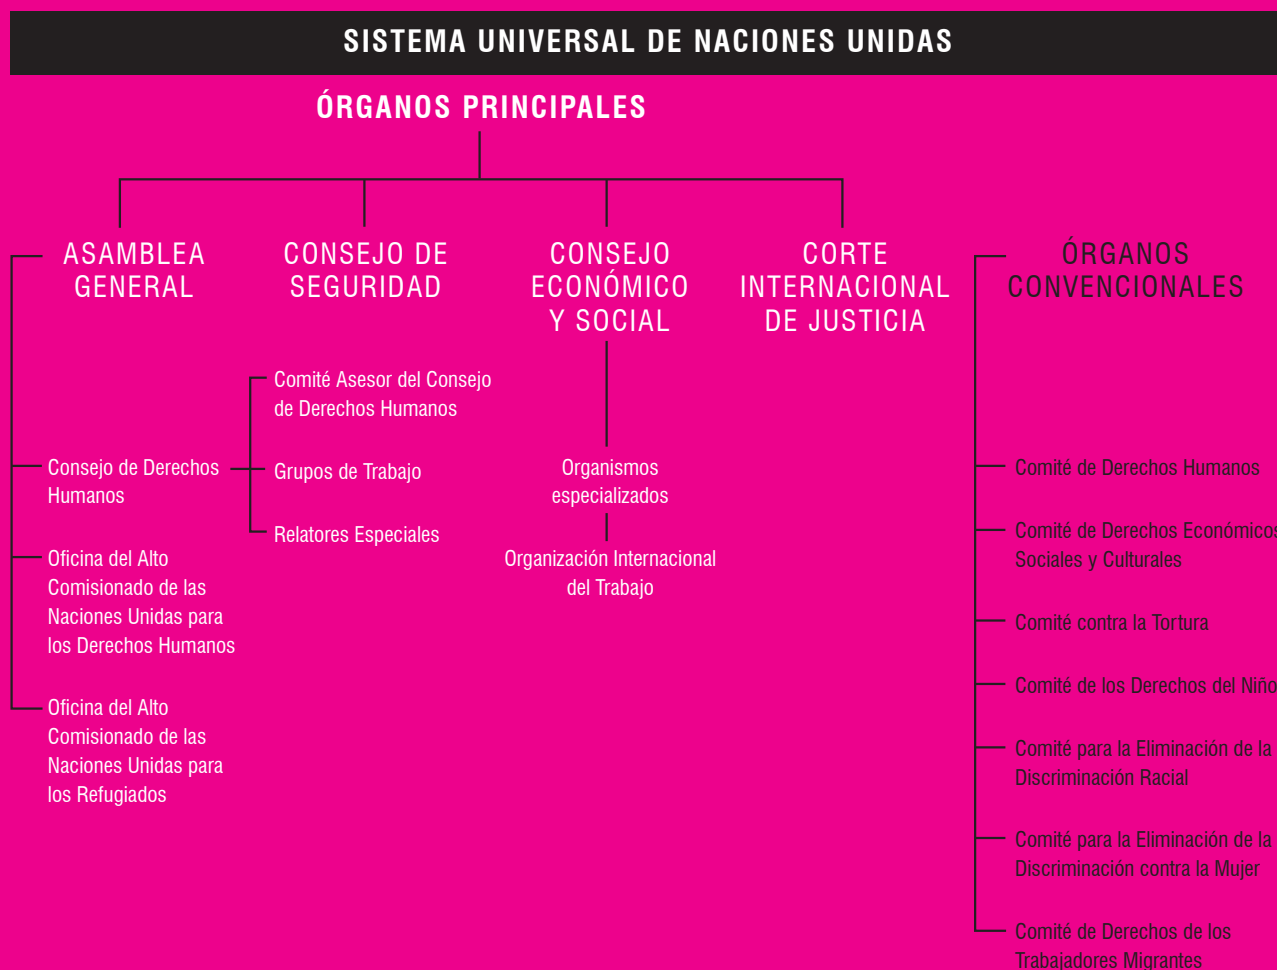 SISTEMA UNIVERSAL DE NACIONES UNIDAS
ÓRGANOS PRINCIPALES
ASAMBLEA
GENERAL
Consejo de Derechos
Humanos
Oficina del Alto
Comisionado de las
Naciones Unidas para
los Derechos Humanos
Oficina del Alto
Comisionado de las
Naciones Unidas para
los Refugiados
CONSEJO DE
SEGURIDAD
Comité Asesor del Consejo
de Derechos Humanos
Grupos de Trabajo
Relatores Especiales
CONSEJO
ECONÓMICO
Y SOCIAL
Organismos
especializados
Organización Internacional
del Trabajo
CORTE
INTERNACIONAL
DE JUSTICIA
ÓRGANOS
CONVENCIONALES
Comité de Derechos Humanos
Comité de Derechos Económicos
Sociales y Culturales
Comité contra la Tortura
Comité de los Derechos del Niño
Comité para la Eliminación de la
Discriminación Racial
Comité para la Eliminación de la
Discriminación contra la Mujer
Comité de Derechos de los
Trabajadores Migrantes